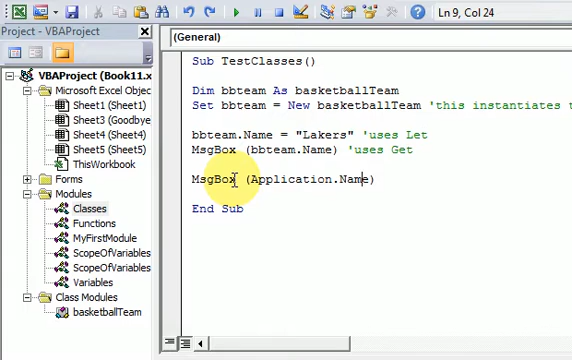 Ln 9, Col 24
Project - VBAProject
VBAProject (Book11.x
Microsoft Excel Objec
Sheet1 (Sheet1)
Sheet3 (Goodbye
Sheet4 (Sheet4)
Sheet5 (Sheet5)
ThisWorkbook
Forms
Modules
Classes
Functions
MyFirstModule
ScopeOfVariables
ScopeOfVariables
Variables
Class Modules
basketballTeam
(General)
Sub TestClasses()
Dim bbteam As basketballTeam
Set bbteam = New basketballTeam 'this instantiates t
bbteam.Name = "Lakers" 'uses Let
MsgBox (bbteam.Name) 'uses Get
MsgBox (Application.Name)
End Sub